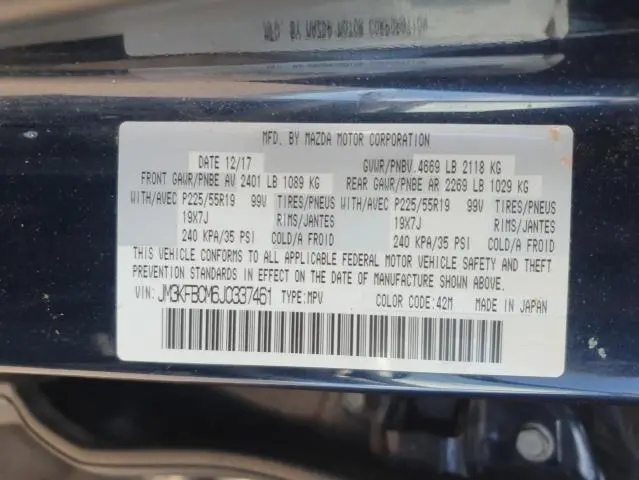 MFD. BY MAZDA MOTOR CORPORATION
DATE 12/17 GVWR/PNBV.4669 LB 2118 KG
FRONT GAWR/PNBE AV 2401 LB 1089 KG REAR GAWR/PNBE AR 2269 LB 1029 KG
WITH/AVEC P225/55R19 99V TIRES/PNEUS WITH/AVEC P225/55R19 99V TIRES/PNEUS
19X7J RIMS/JANTES 19X7J RIMS/JANTES
240 KPA/35 PSI COLD/A FROID 240 KPA/35 PSI COLD/A FROID
THIS VEHICLE CONFORMS TO ALL APPLICABLE FEDERAL MOTOR VEHICLE SAFETY AND THEFT
PREVENTION STANDARDS IN EFFECT ON THE DATE OF MANUFACTURE SHOWN ABOVE.
VIN: JM3KFBCM6J0337461 TYPE:MPV COLOR CODE:42M MADE IN JAPAN